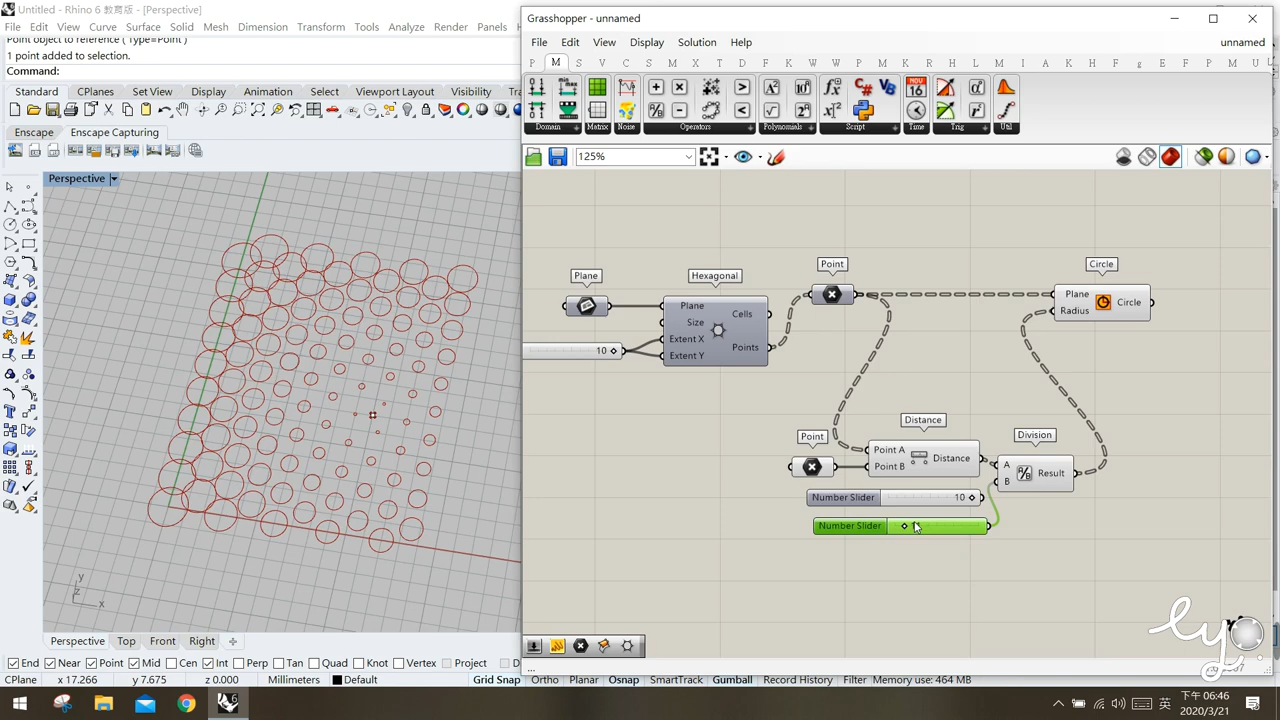 Untitled - Rhino 6 教育版 - [Perspective]
File Edit View Curve Surface Solid Mesh Dimension Transform Tools Analyze Render Panels
Point object to reference ( Type=Point )
1 point added to selection.
Command:
Standard CPlanes Set View Display Select Viewport Layout Visibility
Enscape Enscape Capturing
Perspective
y
z
x
Perspective Top Front Right
End Near Point Mid Cen Int Perp Tan Quad Knot Vertex Project
CPlane x 17.266 y 7.675 z 0.000 Millimeters Default Grid Snap Ortho Planar Osnap SmartTrack Gumball Record History Filter Memory use: 464 MB
Grasshopper - unnamed
File Edit View Display Solution Help unnamed
P M S V C S M I T D W W M K K R L L H F E E H L M A B T
Domain Matrix Noise Operators Polynomials Script Time Trig Util
NOV
16
125%
Plane
Hexagonal
Plane
Size
Extent X
Extent Y
Cells
Points
10
Point
Circle
Plane
Radius
Circle
Point
Distance
Point A
Point B
Distance
Division
A
B
Result
Number Slider 10
Number Slider
...
lyo
英
下午 06:46
2020/3/21